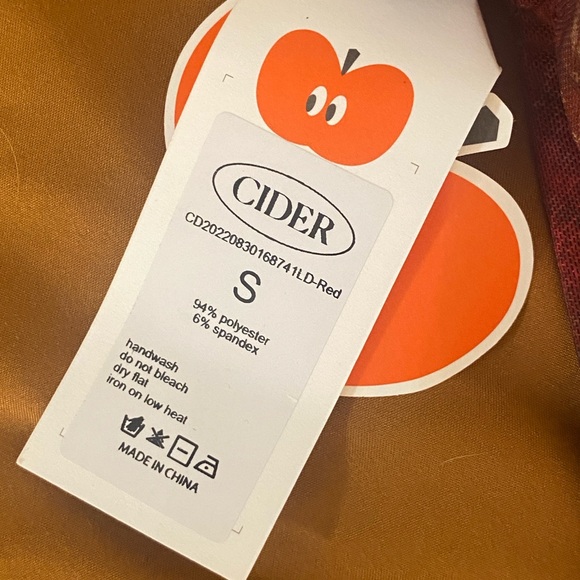 CIDER
CD20220830168741LD-Red
S
94% polyester
6% spandex
handwash
do not bleach
dry flat
iron on low heat
MADE IN CHINA